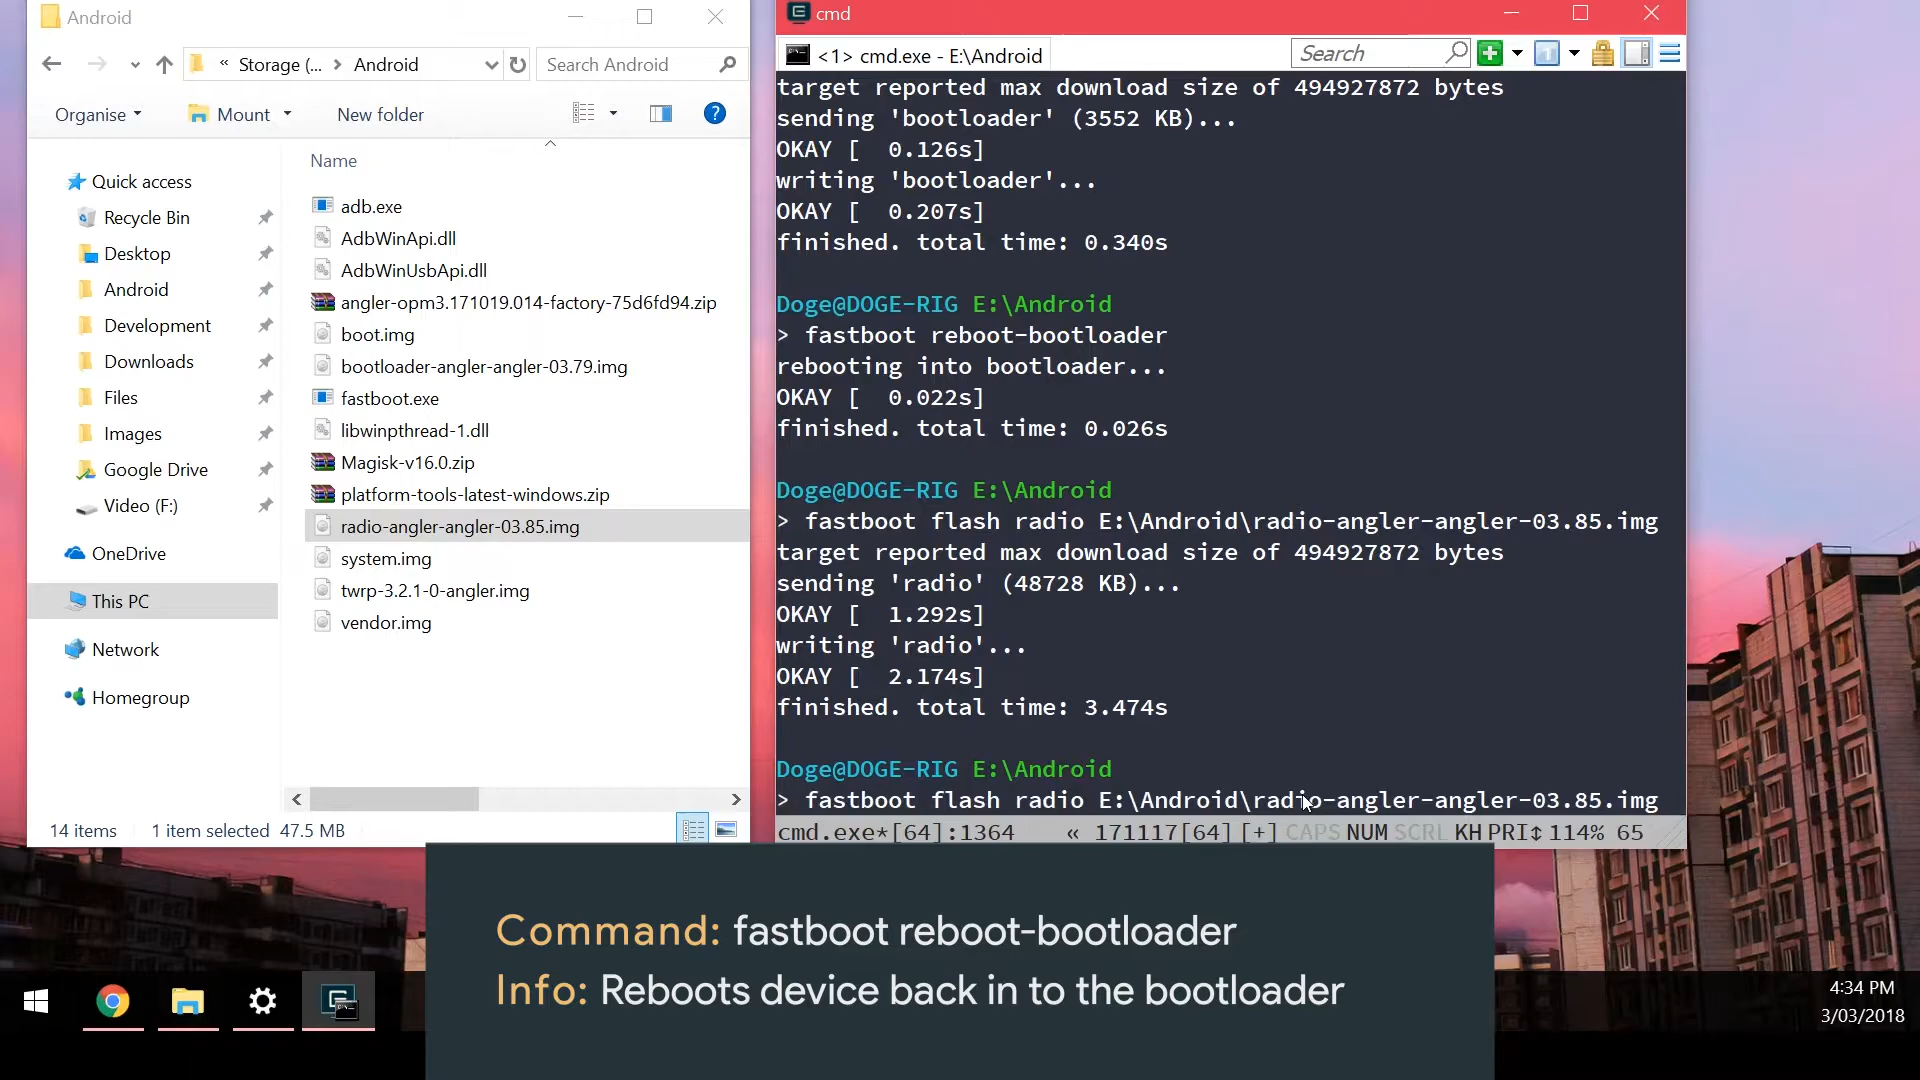 Android
« Storage (... > Android
Search Android
Organise
Mount
New folder
Name
Quick access
Recycle Bin
Desktop
Android
Development
Downloads
Files
Images
Google Drive
Video (F:)
OneDrive
This PC
Network
Homegroup
adb.exe
AdbWinApi.dll
AdbWinUsbApi.dll
angler-opm3.171019.014-factory-75d6fd94.zip
boot.img
bootloader-angler-angler-03.79.img
fastboot.exe
libwinpthread-1.dll
Magisk-v16.0.zip
platform-tools-latest-windows.zip
radio-angler-angler-03.85.img
system.img
twrp-3.2.1-0-angler.img
vendor.img
14 items 1 item selected 47.5 MB
cmd
<1> cmd.exe - E:\Android
Search
target reported max download size of 494927872 bytes
sending 'bootloader' (3552 KB)...
OKAY [  0.126s]
writing 'bootloader'...
OKAY [  0.207s]
finished. total time: 0.340s
Doge@DOGE-RIG E:\Android
> fastboot reboot-bootloader
rebooting into bootloader...
OKAY [  0.022s]
finished. total time: 0.026s
Doge@DOGE-RIG E:\Android
> fastboot flash radio E:\Android\radio-angler-angler-03.85.img
target reported max download size of 494927872 bytes
sending 'radio' (48728 KB)...
OKAY [  1.292s]
writing 'radio'...
OKAY [  2.174s]
finished. total time: 3.474s
Doge@DOGE-RIG E:\Android
> fastboot flash radio E:\Android\radio-angler-angler-03.85.img
cmd.exe*[64]:1364 « 171117[64] [+] CAPS NUM SCRL KH PRI↕ 114% 65
Command: fastboot reboot-bootloader
Info: Reboots device back in to the bootloader
4:34 PM
3/03/2018